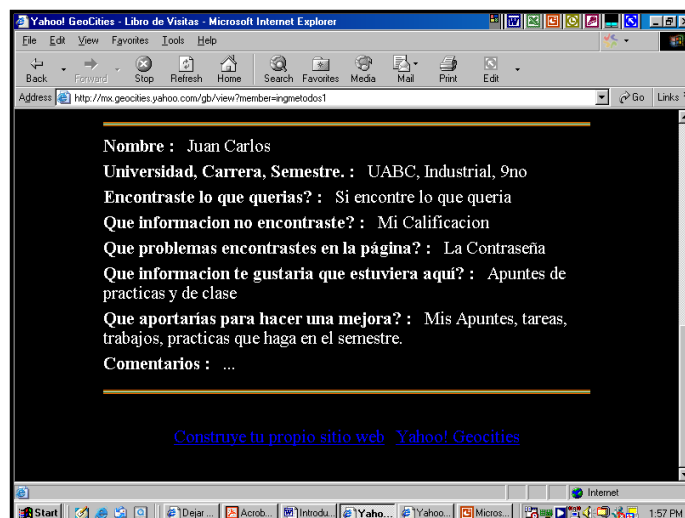 Yahoo! GeoCities - Libro de Visitas - Microsoft Internet Explorer
File Edit View Favorites Tools Help
Back Forward Stop Refresh Home Search Favorites Media Mail Print Edit
Address http://mx.geocities.yahoo.com/gb/view?member=ingmetodos1 Go Links
Nombre : Juan Carlos
Universidad, Carrera, Semestre. : UABC, Industrial, 9no
Encontraste lo que querias? : Si encontre lo que queria
Que informacion no encontraste? : Mi Calificacion
Que problemas encontrastes en la página? : La Contraseña
Que informacion te gustaria que estuviera aquí? : Apuntes de
practicas y de clase
Que aportarías para hacer una mejora? : Mis Apuntes, tareas,
trabajos, practicas que haga en el semestre.
Comentarios : ...
Construye tu propio sitio web Yahoo! Geocities
Internet
Start Dejar ... Acrob... Introdu... Yaho... Yahoo... Micros... 1:57 PM